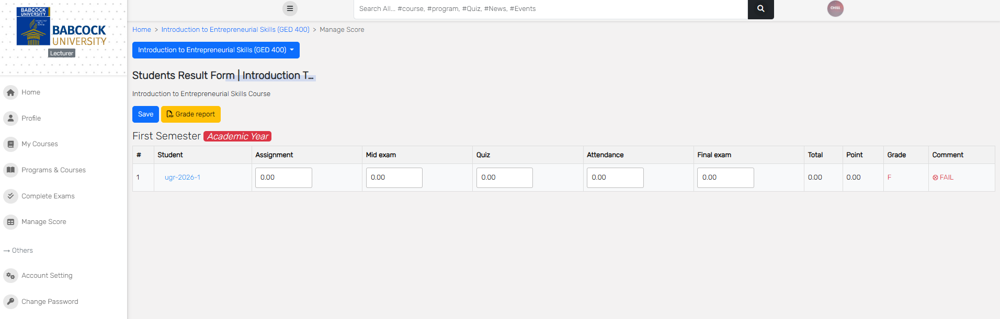 BABCOCK
UNIVERSITY
BABCOCK
UNIVERSITY
Lecturer
Home
Profile
My Courses
Programs & Courses
Complete Exams
Manage Score
→ Others
Account Setting
Change Password
Search All... #course, #program, #Quiz, #News, #Events
CHILL
Home > Introduction to Entrepreneurial Skills (GED 400) > Manage Score
Introduction to Entrepreneurial Skills (GED 400)
Students Result Form | Introduction T...
Introduction to Entrepreneurial Skills Course
Save PDF Grade report
First Semester Academic Year
# Student Assignment Mid exam Quiz Attendance Final exam Total Point Grade Comment
1 ugr-2026-1 0.00 0.00 0.00 0.00 0.00 0.00 0.00 F FAIL